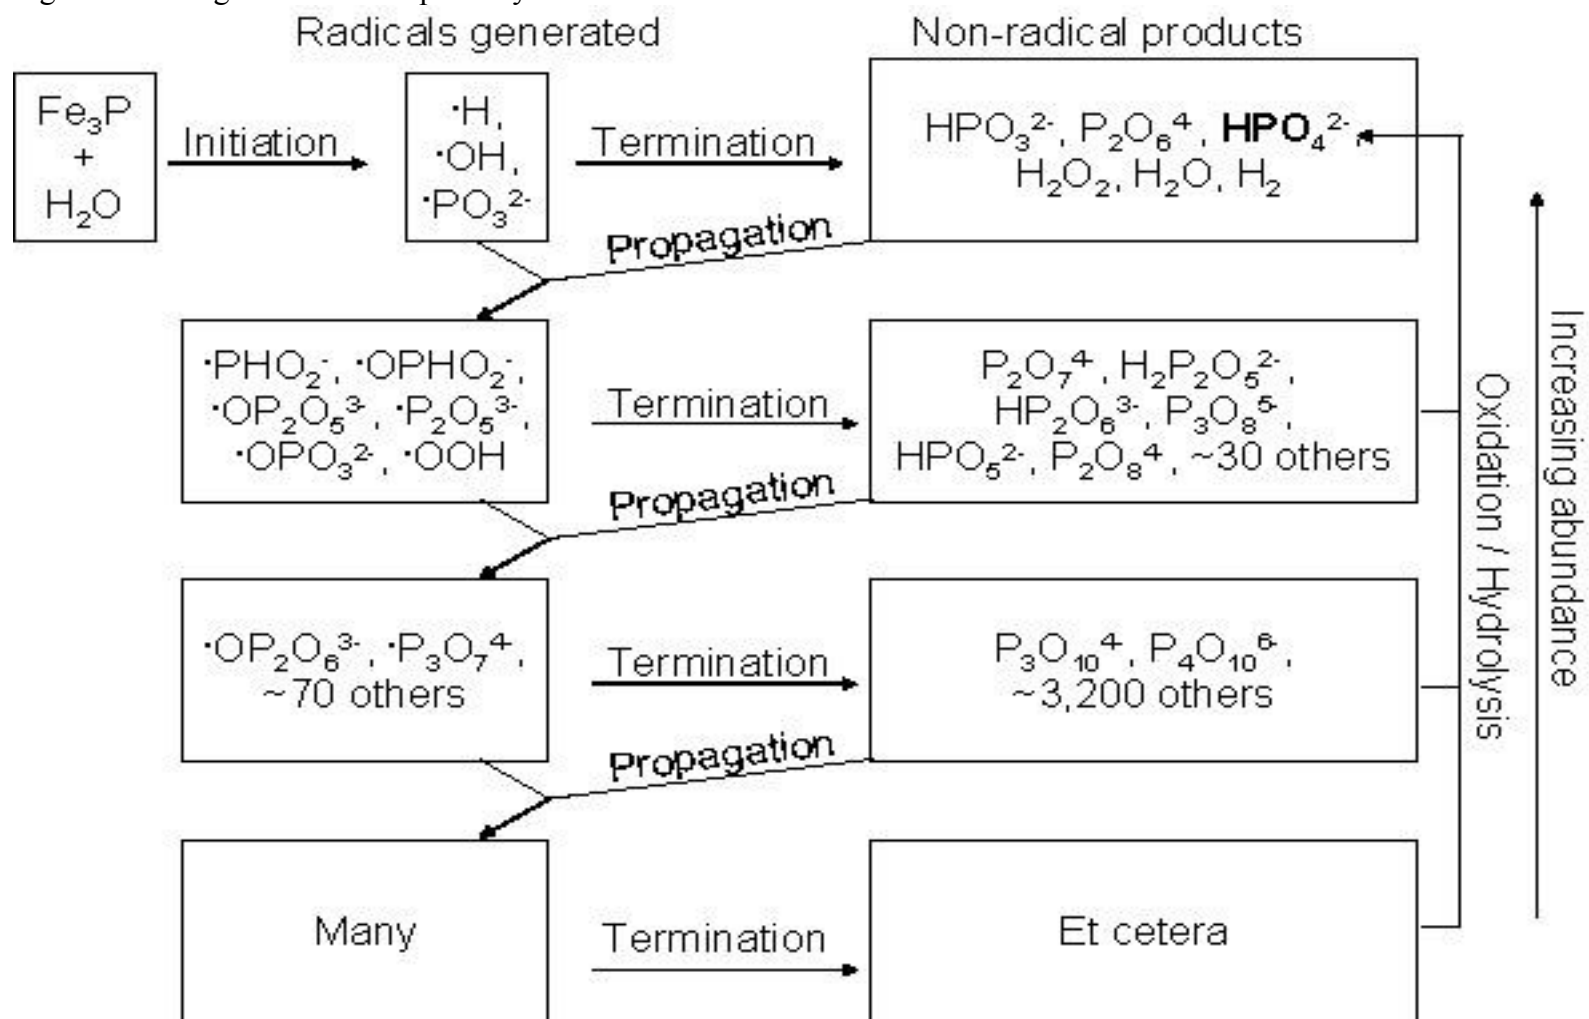 Radicals generated
Non-radical products
Fe₃P
+
H₂O
Initiation
·H,
·OH,
·PO₃²⁻
Termination
HPO₃²⁻, P₂O₆⁴, HPO₄²⁻,
H₂O₂, H₂O, H₂
Propagation
·PHO₂⁻, ·OPHO₂⁻,
·OP₂O₅³⁻, ·P₂O₅³⁻,
·OPO₃²⁻, ·OOH
Termination
P₂O₇⁴, H₂P₂O₅²⁻,
HP₂O₆³⁻, P₃O₈⁵⁻,
HPO₅²⁻, P₂O₈⁴, ~30 others
Propagation
·OP₂O₆³⁻, ·P₃O₇⁴,
~70 others
Termination
P₃O₁₀⁴, P₄O₁₀⁶⁻,
~3,200 others
Propagation
Many
Termination
Et cetera
Oxidation / Hydrolysis
Increasing abundance